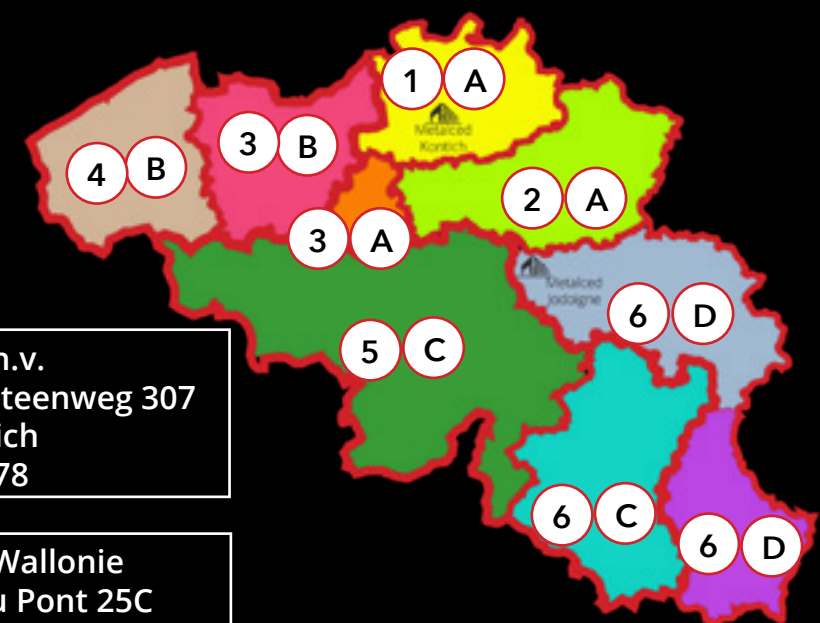 1 A
Metalced
Kontich
3 B
4 B
2 A
3 A
Metalced
Jodoigne
6 D
5 C
n.v.
teenweg 307
ich
78
6 C
6 D
Wallonie
u Pont 25C